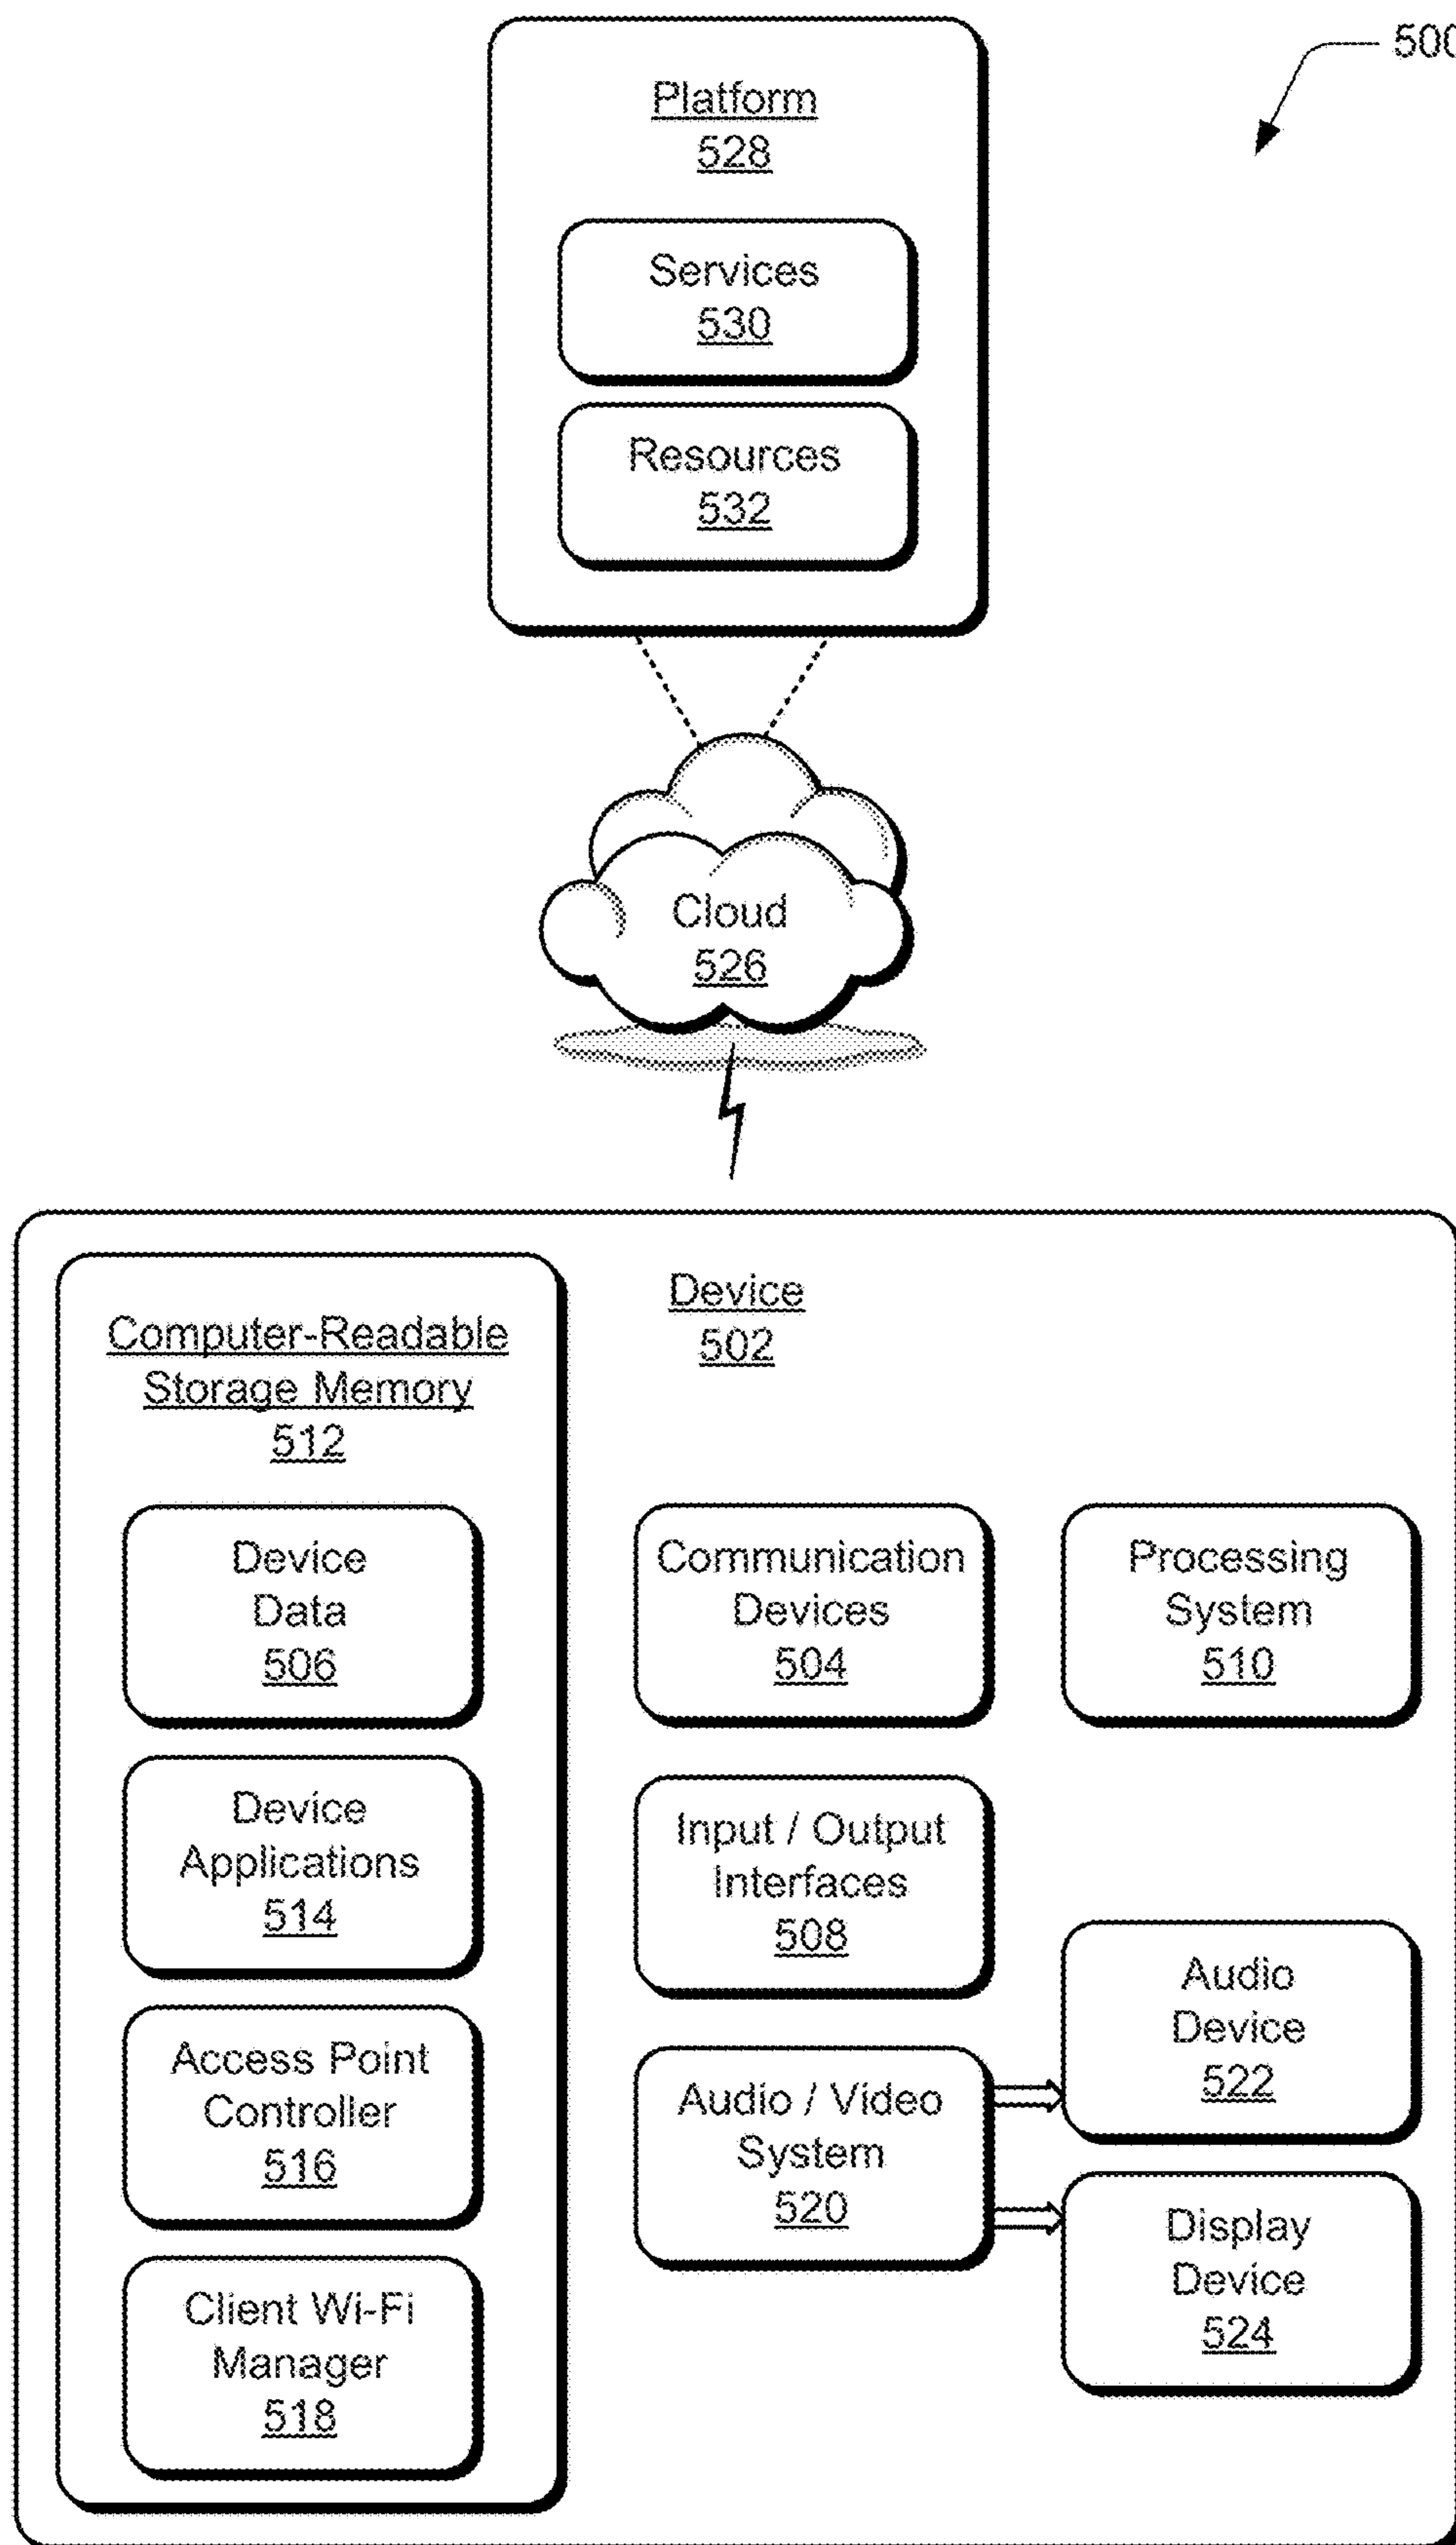 500
Platform
528
Services
530
Resources
532
Cloud
526
Device
502
Computer-Readable
Storage Memory
512
Device
Data
506
Device
Applications
514
Access Point
Controller
516
Client Wi-Fi
Manager
518
Communication
Devices
504
Processing
System
510
Input / Output
Interfaces
508
Audio / Video
System
520
Audio
Device
522
Display
Device
524